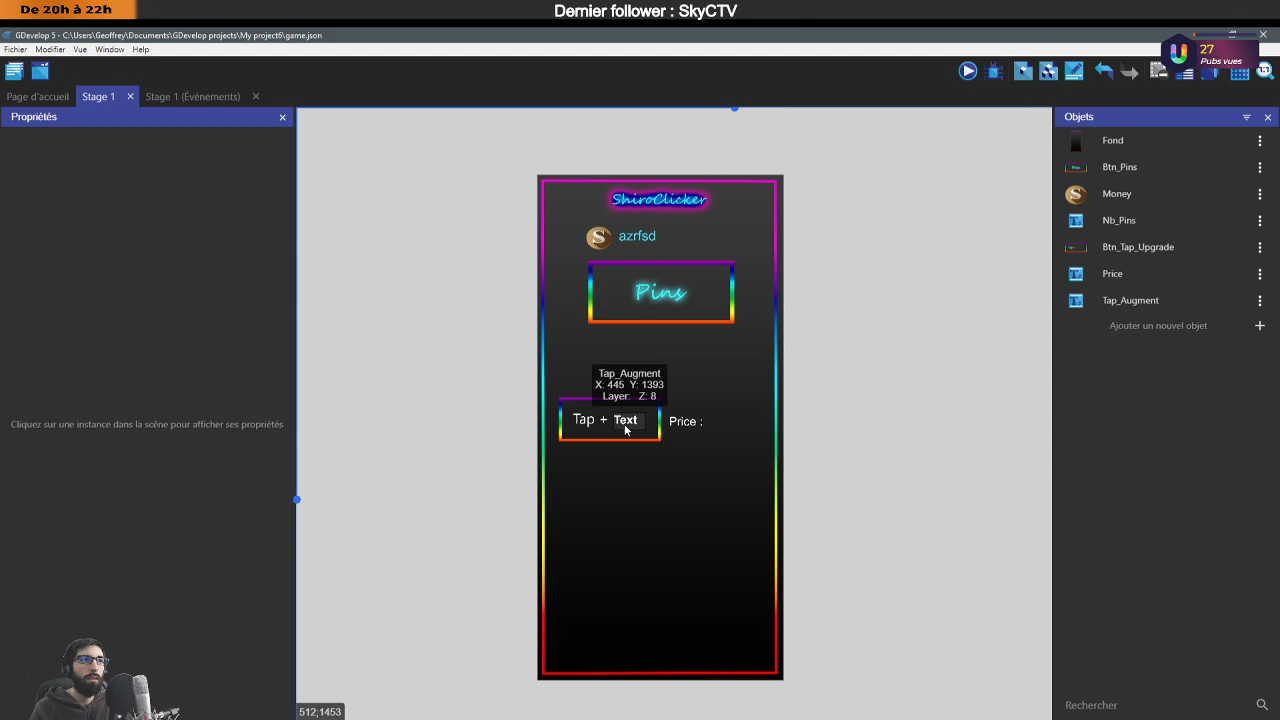 De 20h à 22h
Dernier follower : SkyCTV
GDevelop 5 - C:\Users\Geoffrey\Documents\GDevelop projects\My project6\game.json
Fichier Modifier Vue Window Help
27
Pubs vues
Page d'accueil Stage 1 Stage 1 (Évènements)
Propriétés
Cliquez sur une instance dans la scène pour afficher ses propriétés
ShiroClicker
S azrfsd
Pins
Tap_Augment
X: 445 Y: 1393
Layer: Z: 8
Tap + Text Price :
512;1453
Objets
Fond
Btn_Pins
Money
Nb_Pins
Btn_Tap_Upgrade
Price
Tap_Augment
Ajouter un nouvel objet
Rechercher